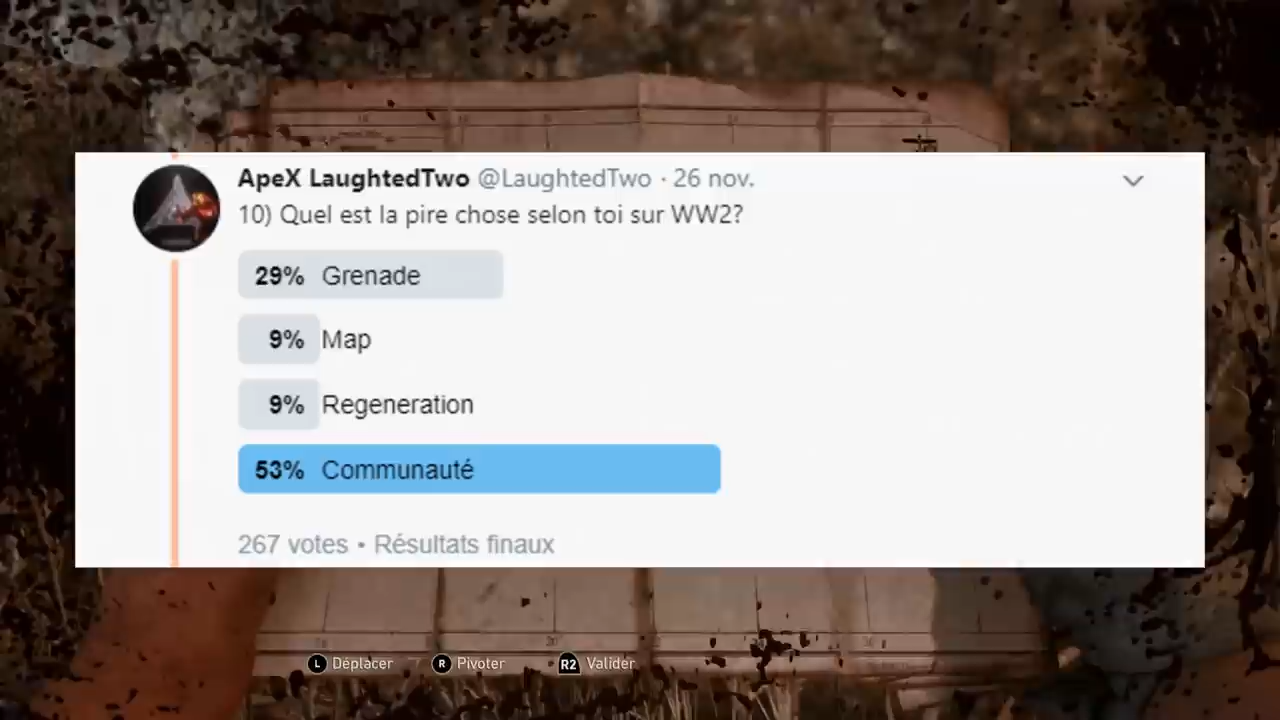 ApeX LaughtedTwo @LaughtedTwo · 26 nov.
10) Quel est la pire chose selon toi sur WW2?
29% Grenade
9% Map
9% Regeneration
53% Communauté
267 votes • Résultats finaux
L Déplacer R Pivoter R2 Valider